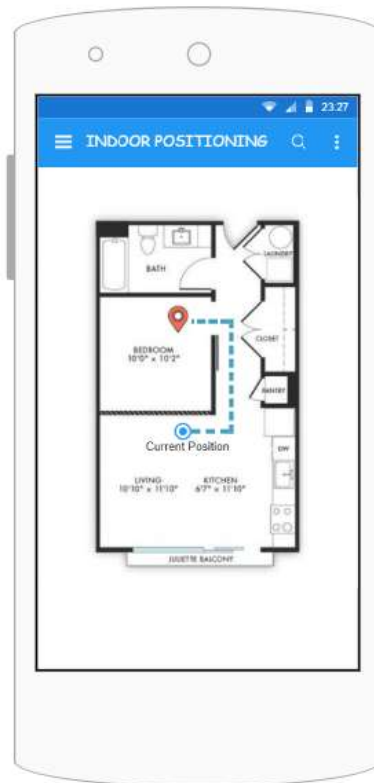 23:27
INDOOR POSITIONING
LAUNDRY
BATH
CLOSET
BEDROOM
10'0" x 10'2"
PANTRY
Current Position
DW
LIVING
10'10" x 11'10"
KITCHEN
6'7" x 11'10"
JULIETTE BALCONY